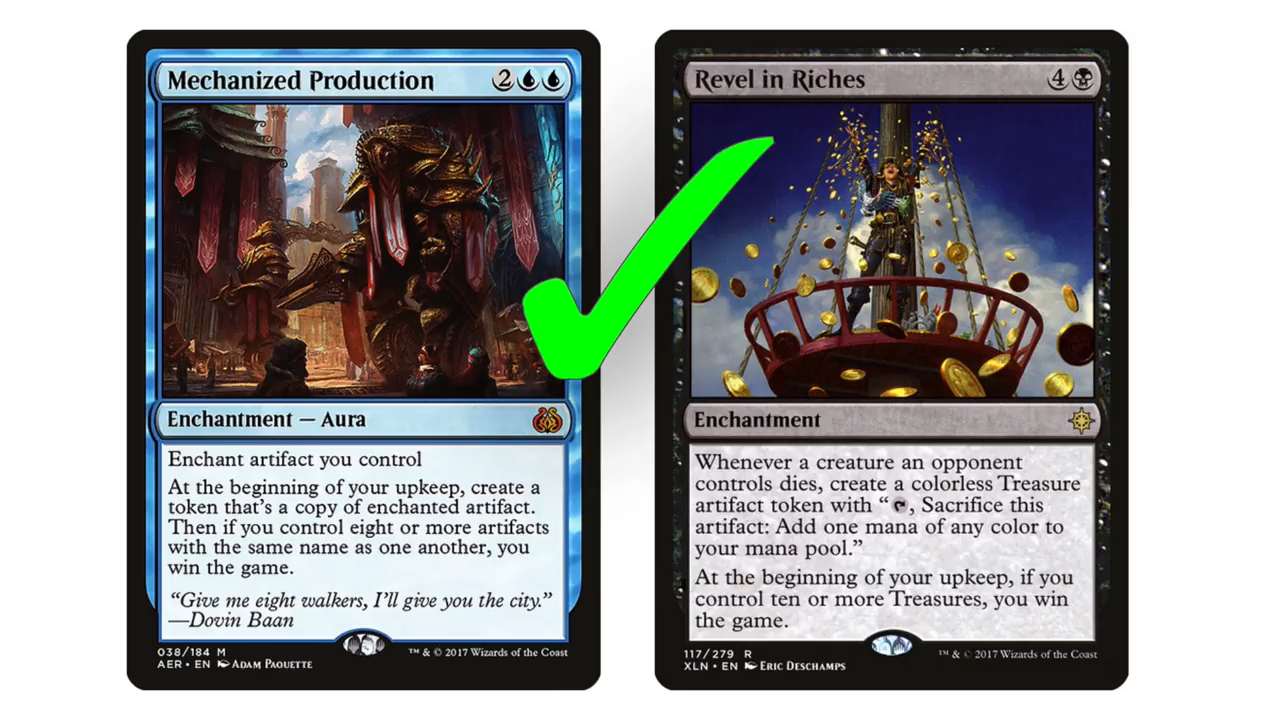 Mechanized Production 2
Enchantment — Aura
Enchant artifact you control
At the beginning of your upkeep, create a
token that's a copy of enchanted artifact.
Then if you control eight or more artifacts
with the same name as one another, you
win the game.
"Give me eight walkers, I'll give you the city."
—Dovin Baan
038/184 M
AER • EN ADAM PAQUETTE
™ & © 2017 Wizards of the Coast
Revel in Riches 4
Enchantment
Whenever a creature an opponent
controls dies, create a colorless Treasure
artifact token with " , Sacrifice this
artifact: Add one mana of any color to
your mana pool."
At the beginning of your upkeep, if you
control ten or more Treasures, you win
the game.
117/279 R
XLN • EN ERIC DESCHAMPS
™ & © 2017 Wizards of the Coast